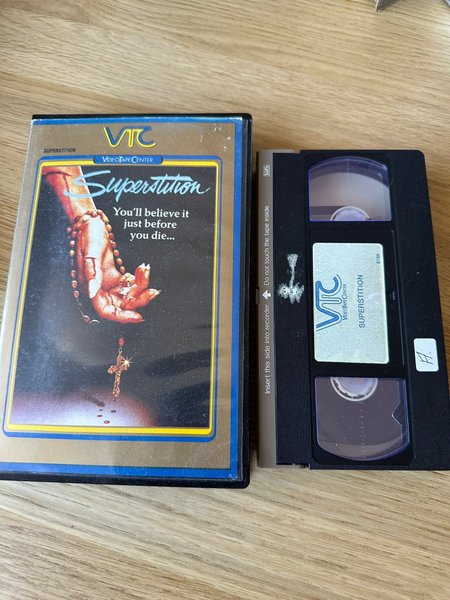 VTC
SUPERSTITION
VIDEOTAPECENTER
Superstition
You'll believe it
just before
you die...
VHS
Insert this side into recorder Do not touch the tape inside
VTC
VIDEOTAPECENTER
SUPERSTITION
A.